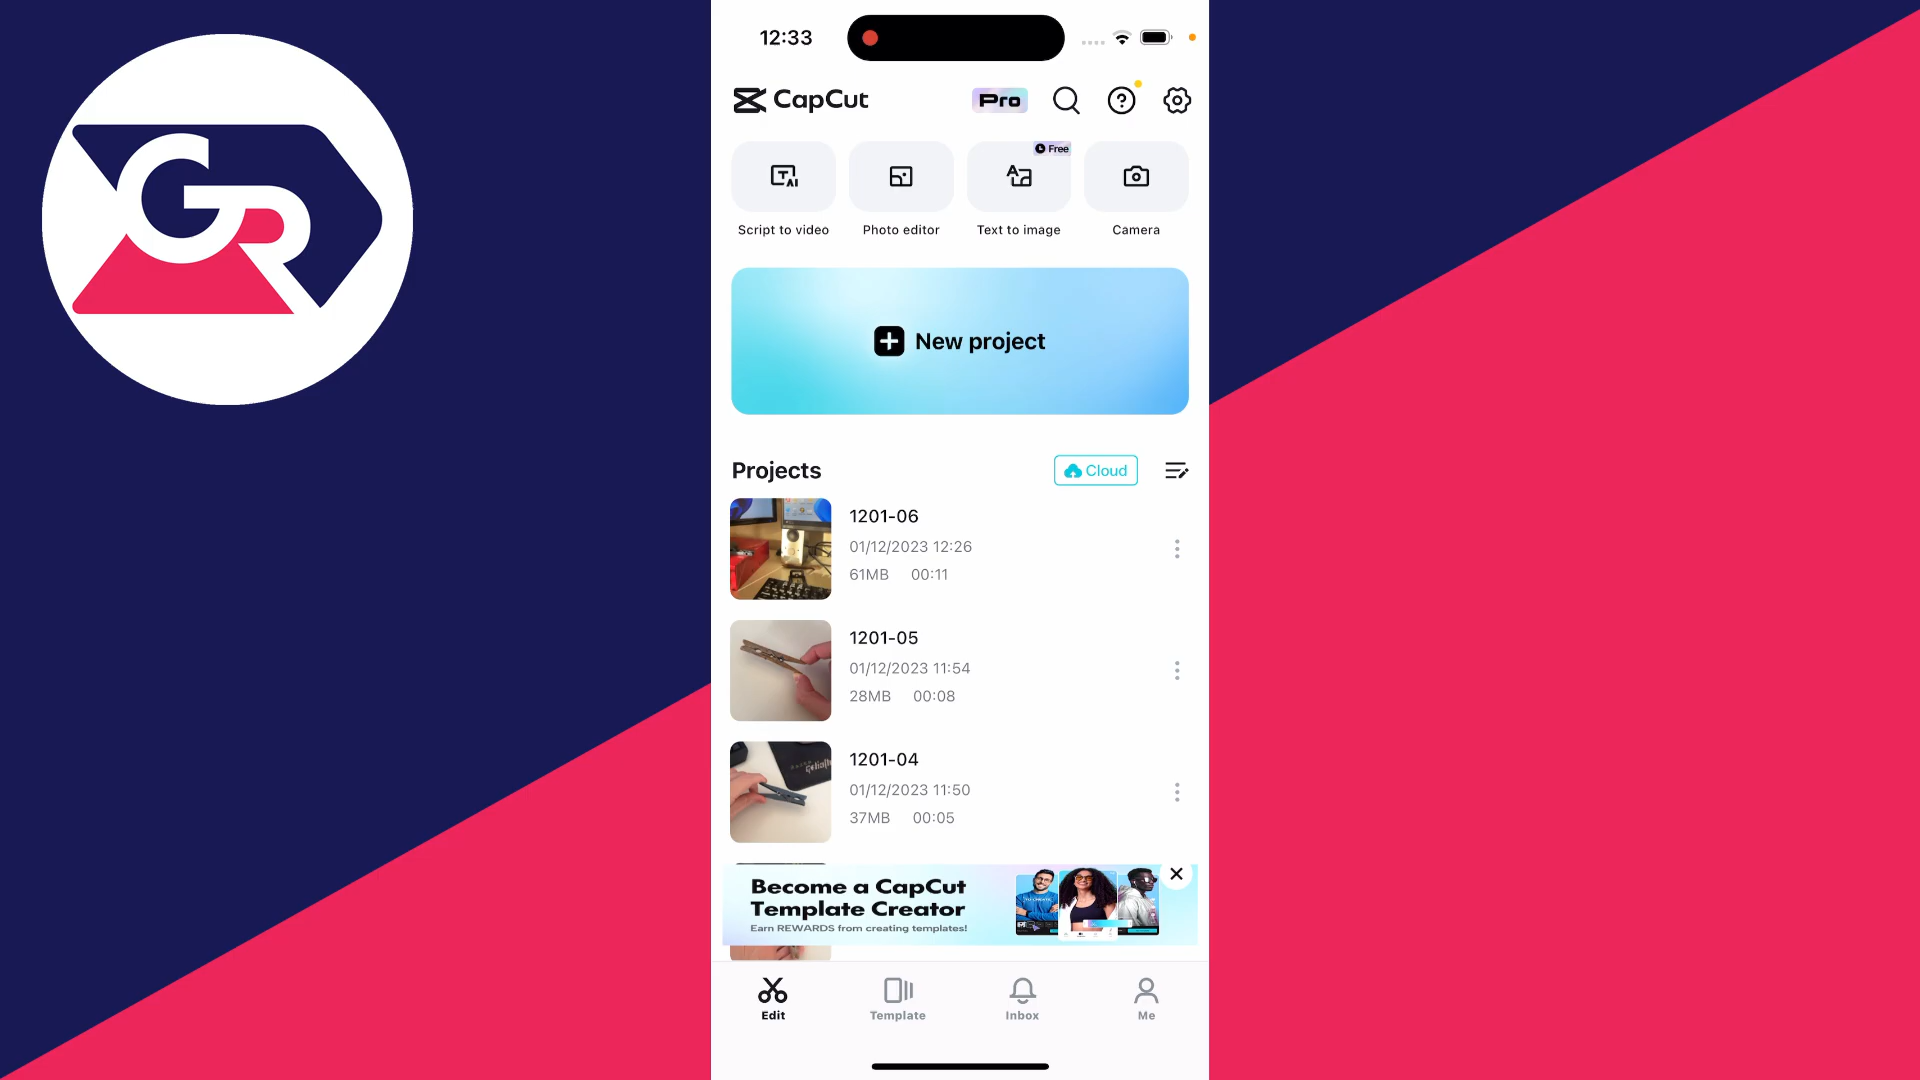 GR
12:33
CapCut
Pro
Free
Script to video
Photo editor
Text to image
Camera
New project
Projects
Cloud
1201-06
01/12/2023 12:26
61MB 00:11
1201-05
01/12/2023 11:54
28MB 00:08
1201-04
01/12/2023 11:50
37MB 00:05
Become a CapCut
Template Creator
Earn REWARDS from creating templates!
Edit
Template
Inbox
Me